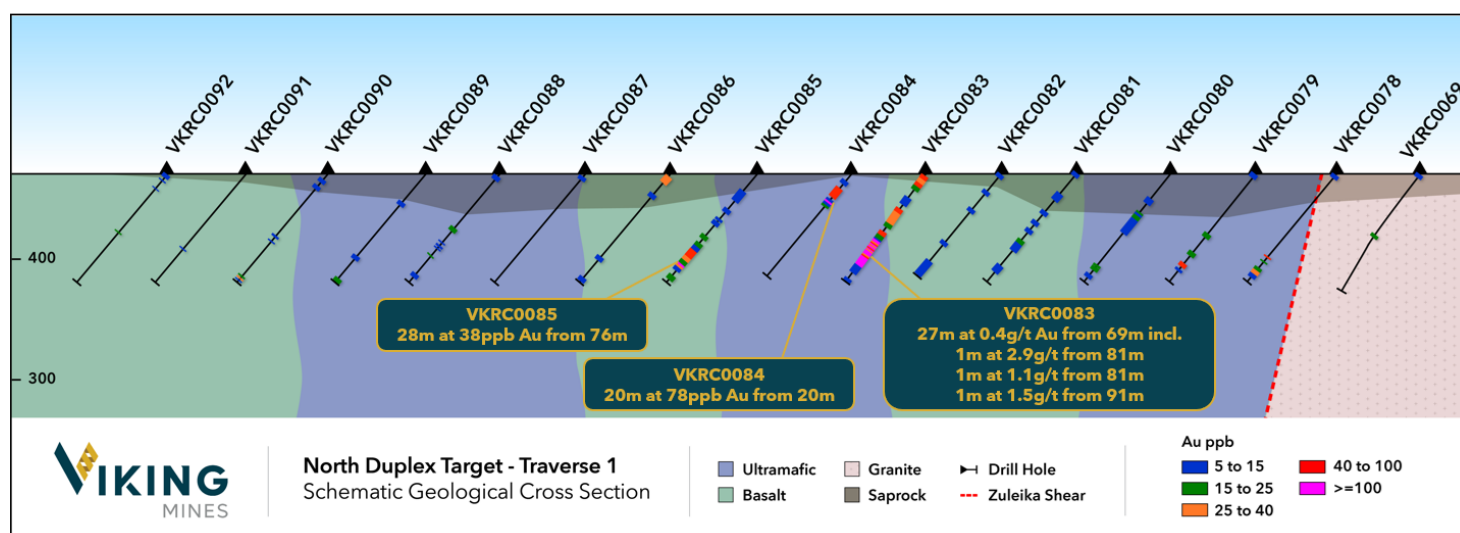 VKRC0092
VKRC0091
VKRC0090
VKRC0089
VKRC0088
VKRC0087
VKRC0086
VKRC0085
VKRC0084
VKRC0083
VKRC0082
VKRC0081
VKRC0080
VKRC0079
VKRC0078
VKRC0069
400
300
VKRC0085
28m at 38ppb Au from 76m
VKRC0084
20m at 78ppb Au from 20m
VKRC0083
27m at 0.4g/t Au from 69m incl.
1m at 2.9g/t from 81m
1m at 1.1g/t from 81m
1m at 1.5g/t from 91m
VIKING
MINES
North Duplex Target - Traverse 1
Schematic Geological Cross Section
Ultramafic
Basalt
Granite
Saprock
Drill Hole
Zuleika Shear
Au ppb
5 to 15
15 to 25
25 to 40
40 to 100
>=100